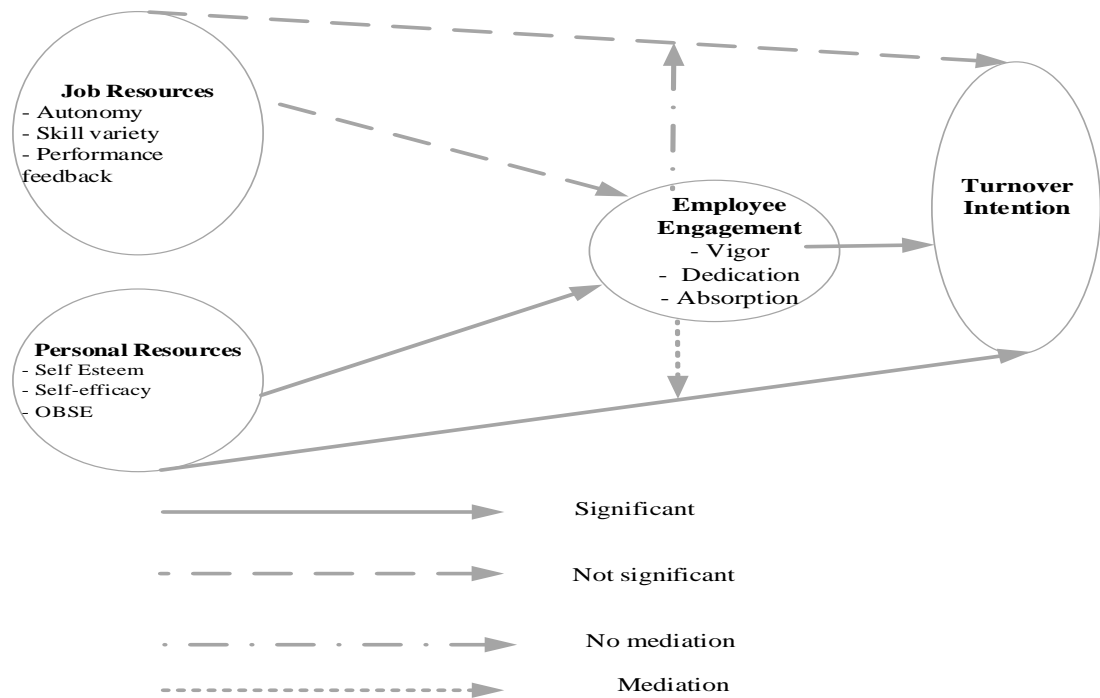 Job Resources
- Autonomy
- Skill variety
- Performance
feedback
Employee
Engagement
- Vigor
- Dedication
- Absorption
Turnover
Intention
Personal Resources
- Self Esteem
- Self-efficacy
- OBSE
Significant
Not significant
No mediation
Mediation